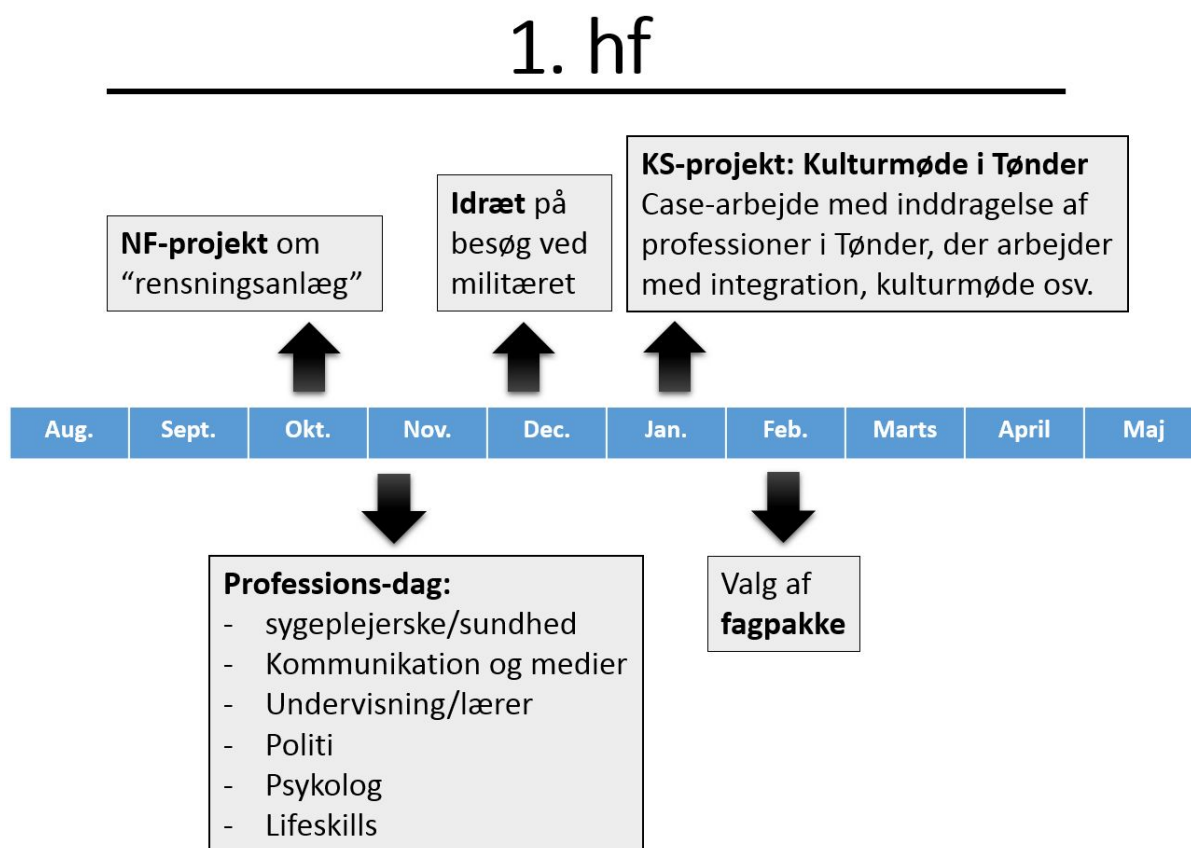 1. hf
NF-projekt om
“rensningsanlæg”
Idræt på
besøg ved
militæret
KS-projekt: Kulturmøde i Tønder
Case-arbejde med inddragelse af
professioner i Tønder, der arbejder
med integration, kulturmøde osv.
Aug. Sept. Okt. Nov. Dec. Jan. Feb. Marts April Maj
Professions-dag:
- sygeplejerske/sundhed
- Kommunikation og medier
- Undervisning/lærer
- Politi
- Psykolog
- Lifeskills
Valg af
fagpakke